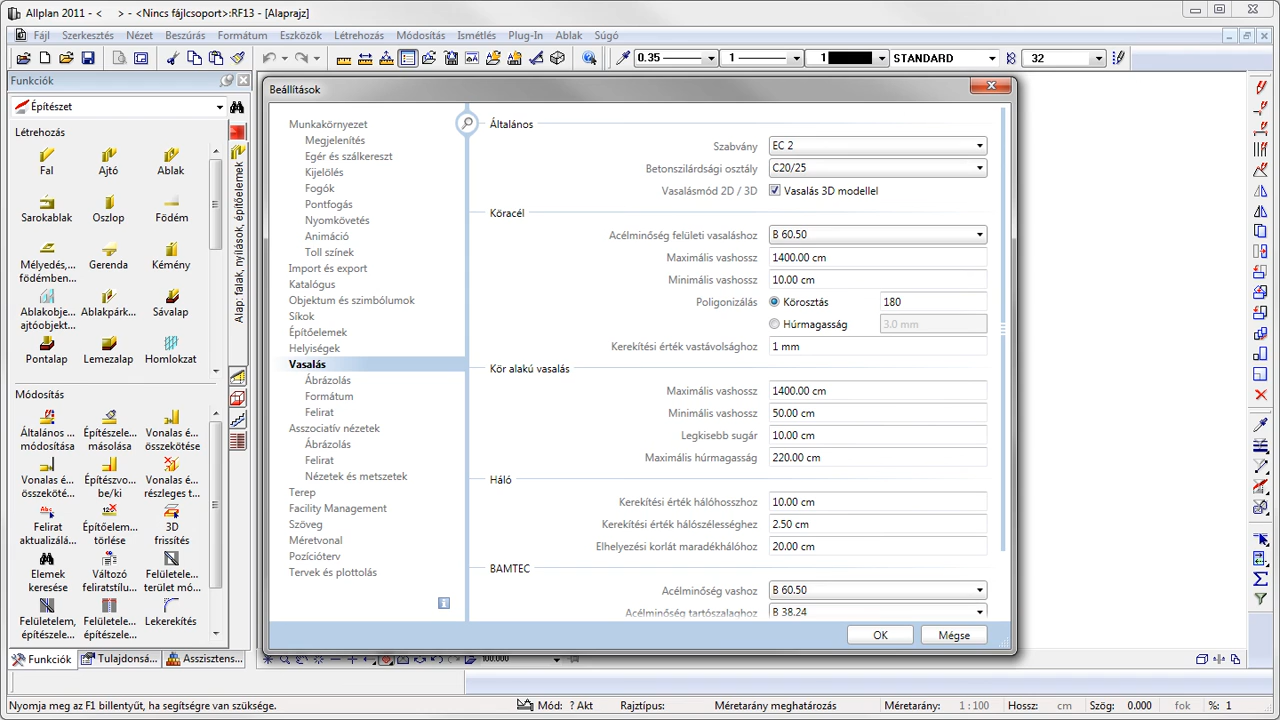 Allplan 2011 - < > - <Nincs fájlcsoport>:RF13 - [Alaprajz]
Fájl Szerkesztés Nézet Beszúrás Formátum Eszközök Létrehozás Módosítás Ismétlés Plug-In Ablak Súgó
0.35 1 1 STANDARD 32
Funkciók
Építészet
Létrehozás
Fal Ajtó Ablak
Sarokablak Oszlop Födém
Mélyedés,... födémben... Gerenda Kémény
Ablakobje... ajtóobjekt... Ablakpárk... Sávalap
Pontalap Lemezalap Homlokzat
Módosítás
Általános ... módosítása Építészele... másolása Vonalas é... összekötése
Vonalas é... összeköté... Építészvo... be/ki Vonalas é... részleges t...
Felirat aktualizálá... Építőelem... törlése 3D frissítés
Elemek keresése Változó feliratstílu... Felületele... terület mó...
Felületelem, építészele... Felületele... építészele... Lekerekítés
Alap: falak, nyílások, építőelemek
Funkciók Tulajdonsá... Asszisztens...
Beállítások
Munkakörnyezet
Megjelenítés
Egér és szálkereszt
Kijelölés
Fogók
Pontfogás
Nyomkövetés
Animáció
Toll színek
Import és export
Katalógus
Objektum és szimbólumok
Síkok
Építőelemek
Helyiségek
Vasalás
Ábrázolás
Formátum
Felirat
Asszociatív nézetek
Ábrázolás
Felirat
Nézetek és metszetek
Terep
Facility Management
Szöveg
Méretvonal
Pozícióterv
Tervek és plottolás
Általános
Szabvány EC 2
Betonszilárdsági osztály C20/25
Vasalásmód 2D / 3D Vasalás 3D modellel
Köracél
Acélminőség felületi vasaláshoz B 60.50
Maximális vashossz 1400.00 cm
Minimális vashossz 10.00 cm
Poligonizálás Körosztás 180
Húrmagasság 3.0 mm
Kerekítési érték vastávolsághoz 1 mm
Kör alakú vasalás
Maximális vashossz 1400.00 cm
Minimális vashossz 50.00 cm
Legkisebb sugár 10.00 cm
Maximális húrmagasság 220.00 cm
Háló
Kerekítési érték hálóhosszhoz 10.00 cm
Kerekítési érték hálószélességhez 2.50 cm
Elhelyezési korlát maradékhálóhoz 20.00 cm
BAMTEC
Acélminőség vashoz B 60.50
Acélminőség tartószalaghoz B 38.24
OK Mégse
100.000
Nyomja meg az F1 billentyűt, ha segítségre van szüksége. Mód: ? Akt Rajztípus: Méretarány meghatározás Méretarány: 1 : 100 Hossz: cm Szög: 0.000 fok %: 1